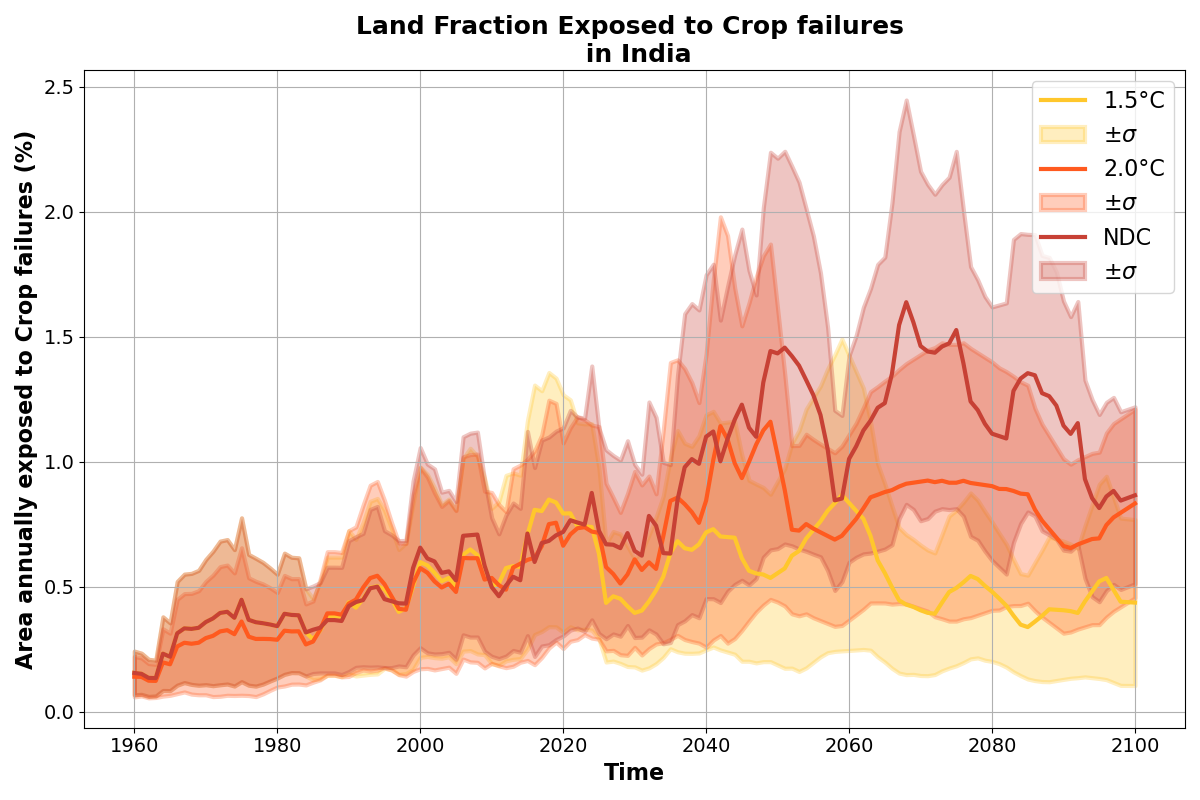 Land Fraction Exposed to Crop failures
in India
Area annually exposed to Crop failures (%)
2.5
2.0
1.5
1.0
0.5
0.0
1.5°C
±σ
2.0°C
±σ
NDC
±σ
1960 1980 2000 2020 2040 2060 2080 2100
Time